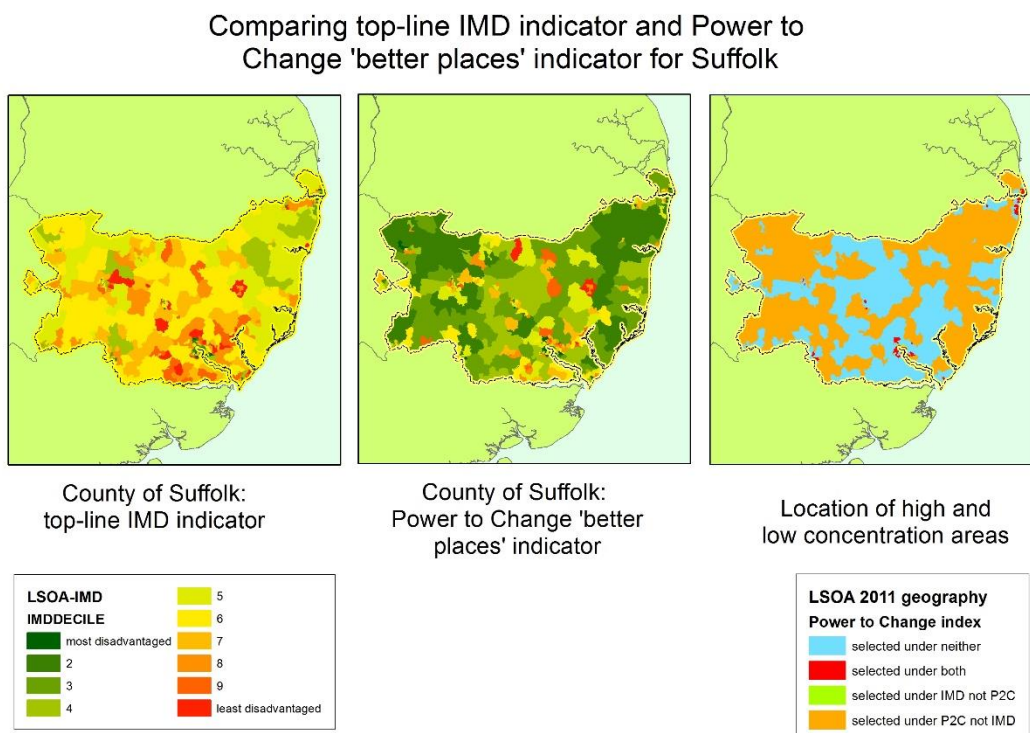 Comparing top-line IMD indicator and Power to
Change 'better places' indicator for Suffolk
County of Suffolk:
top-line IMD indicator
County of Suffolk:
Power to Change 'better
places' indicator
Location of high and
low concentration areas
LSOA-IMD
IMDDECILE
most disadvantaged
2
3
4
5
6
7
8
9
least disadvantaged
LSOA 2011 geography
Power to Change index
selected under neither
selected under both
selected under IMD not P2C
selected under P2C not IMD